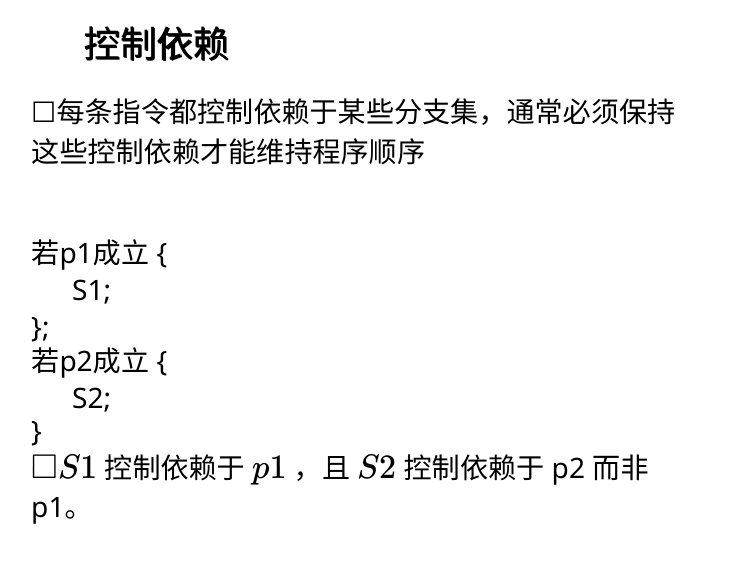 控制依赖
□每条指令都控制依赖于某些分支集，通常必须保持
这些控制依赖才能维持程序顺序
若p1成立 {
S1;
};
若p2成立 {
S2;
}
□S1 控制依赖于 p1 ，且 S2 控制依赖于 p2 而非
p1。